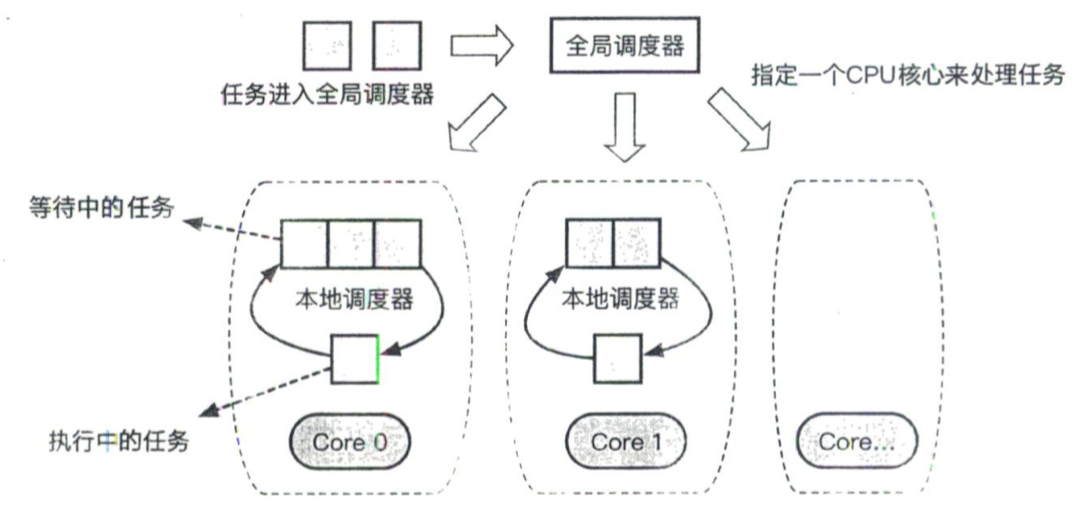 全局调度器
任务进入全局调度器
指定一个CPU核心来处理任务
等待中的任务
本地调度器
本地调度器
执行中的任务
Core 0
Core 1
Core...